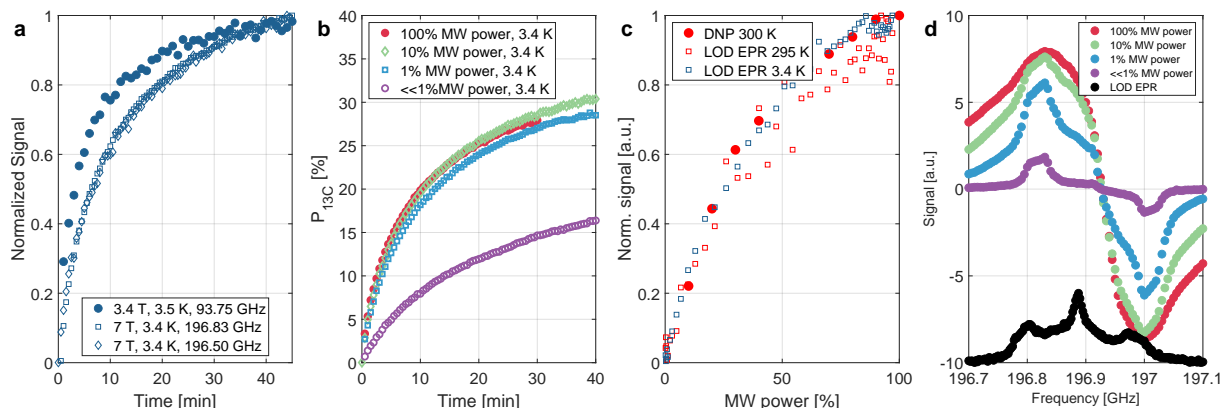 a
1
0.8
0.6
0.4
0.2
0
Normalized Signal
3.4 T, 3.5 K, 93.75 GHz
7 T, 3.4 K, 196.83 GHz
7 T, 3.4 K, 196.50 GHz
0
10
20
30
40
Time [min]
b
40
35
30
25
20
15
10
5
0
P13C [%]
100% MW power, 3.4 K
10% MW power, 3.4 K
1% MW power, 3.4 K
<<1%MW power, 3.4 K
0
10
20
30
40
Time [min]
c
1
0.8
0.6
0.4
0.2
0
Norm. signal [a.u.]
DNP 300 K
LOD EPR 295 K
LOD EPR 3.4 K
0
50
100
MW power [%]
d
10
5
0
-5
-10
Signal [a.u.]
100% MW power
10% MW power
1% MW power
<<1% MW power
LOD EPR
196.7
196.8
196.9
197
197.1
Frequency [GHz]